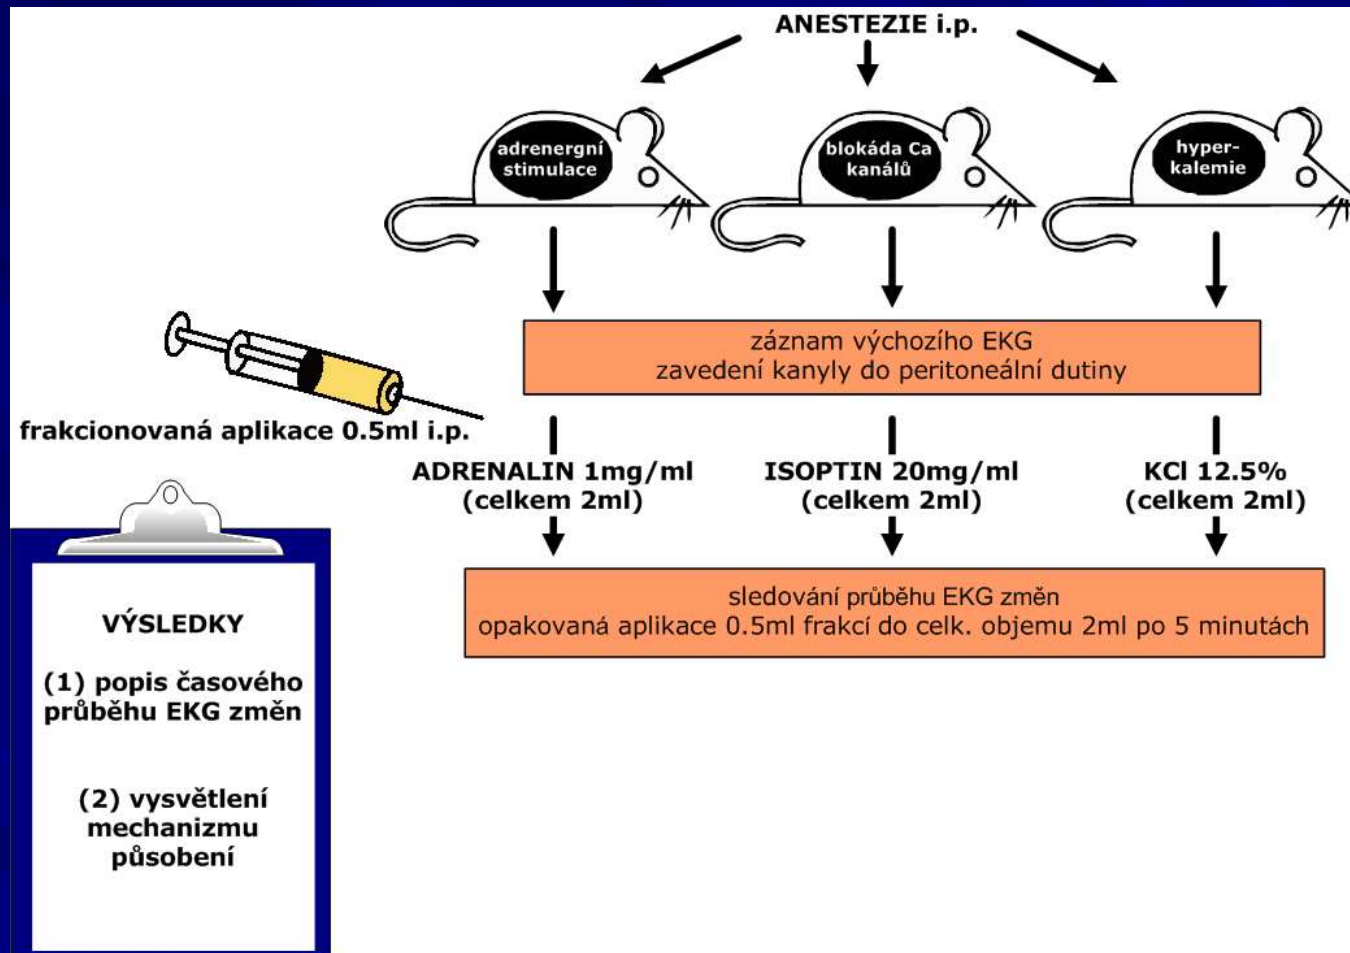 ANESTEZIE i.p.
adrenergní
stimulace
blokáda Ca
kanálů
hyper-
kalemie
záznam výchozího EKG
zavedení kanyly do peritoneální dutiny
frakcionovaná aplikace 0.5ml i.p.
ADRENALIN 1mg/ml
(celkem 2ml)
ISOPTIN 20mg/ml
(celkem 2ml)
KCl 12.5%
(celkem 2ml)
sledování průběhu EKG změn
opakovaná aplikace 0.5ml frakcí do celk. objemu 2ml po 5 minutách
VÝSLEDKY
(1) popis časového
průběhu EKG změn
(2) vysvětlení
mechanizmu
působení